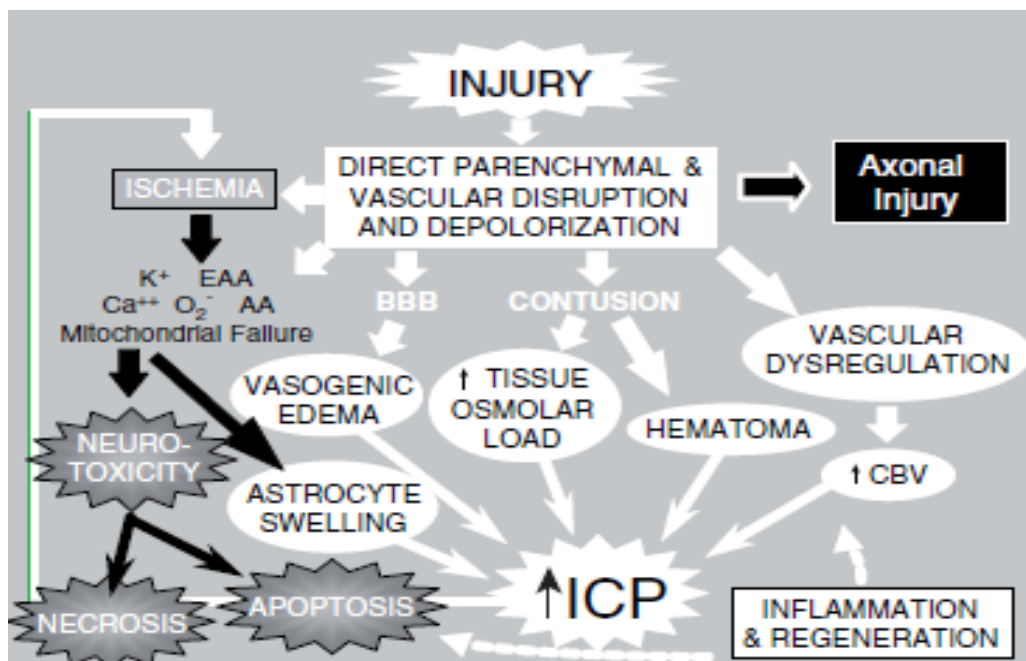 INJURY
DIRECT PARENCHYMAL &
VASCULAR DISRUPTION
AND DEPOLORIZATION
Axonal
Injury
ISCHEMIA
K⁺ EAA
Ca⁺⁺ O₂⁻ AA
Mitochondrial Failure
BBB
CONTUSION
VASCULAR
DYSREGULATION
VASOGENIC
EDEMA
↑ TISSUE
OSMOLAR
LOAD
HEMATOMA
NEURO-
TOXICITY
↑ CBV
ASTROCYTE
SWELLING
↑ICP
NECROSIS
APOPTOSIS
INFLAMMATION
& REGENERATION